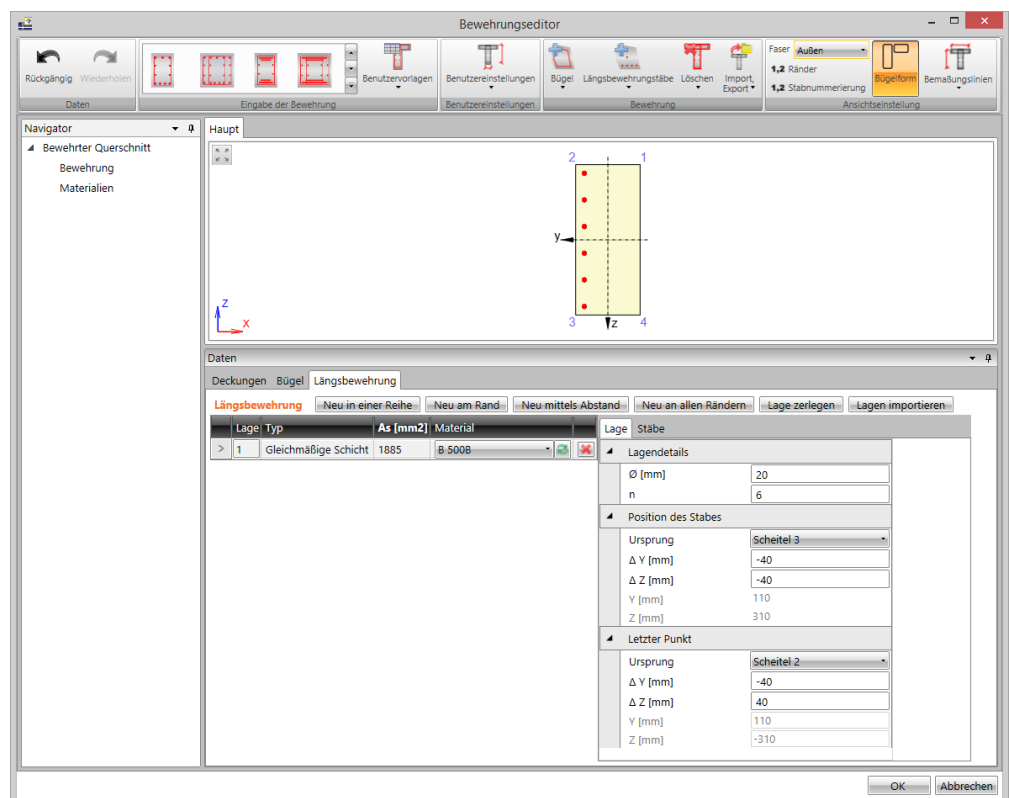 Bewehrungseditor
Rückgängig Wiederholen
Daten
Eingabe der Bewehrung
Benutzervorlagen
Benutzereinstellungen
Benutzereinstellungen
Bügel Längsbewehrungstäbe Löschen Import, Export
Bewehrung
Faser Außen
1,2 Ränder
1,2 Stabnummerierung
Bügelform Bemaßungslinien
Ansichtseinstellung
Navigator
Bewehrter Querschnitt
Bewehrung
Materialien
Haupt
2 1
y
3 z 4
Z
X
Daten
Deckungen Bügel Längsbewehrung
Längsbewehrung Neu in einer Reihe Neu am Rand Neu mittels Abstand Neu an allen Rändern Lage zerlegen Lagen importieren
Lage Typ As [mm2] Material
> 1 Gleichmäßige Schicht 1885 B 500B
Lage Stäbe
Lagendetails
Ø [mm] 20
n 6
Position des Stabes
Ursprung Scheitel 3
Δ Y [mm] -40
Δ Z [mm] -40
Y [mm] 110
Z [mm] 310
Letzter Punkt
Ursprung Scheitel 2
Δ Y [mm] -40
Δ Z [mm] 40
Y [mm] 110
Z [mm] -310
OK Abbrechen